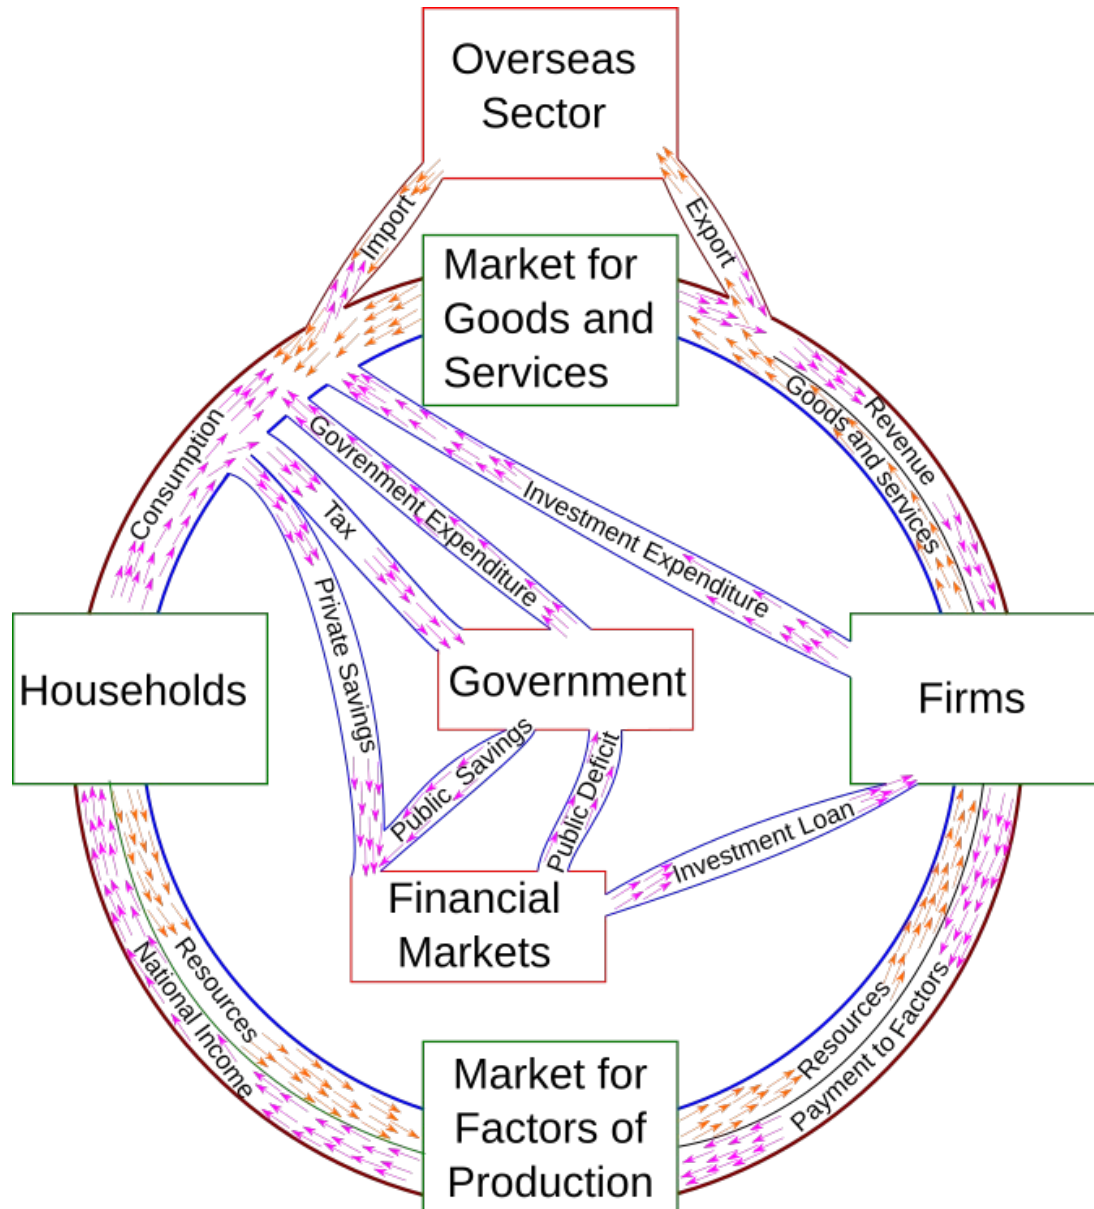 Overseas
Sector
Import
Export
Market for
Goods and
Services
Consumption
Tax
Govrenment Expenditure
Investment Expenditure
Goods and services
Revenue
Private Savings
Households
Government
Firms
Public Savings
Public Deficit
Investment Loan
Financial
Markets
Resources
National Income
Resources
Payment to Factors
Market for
Factors of
Production